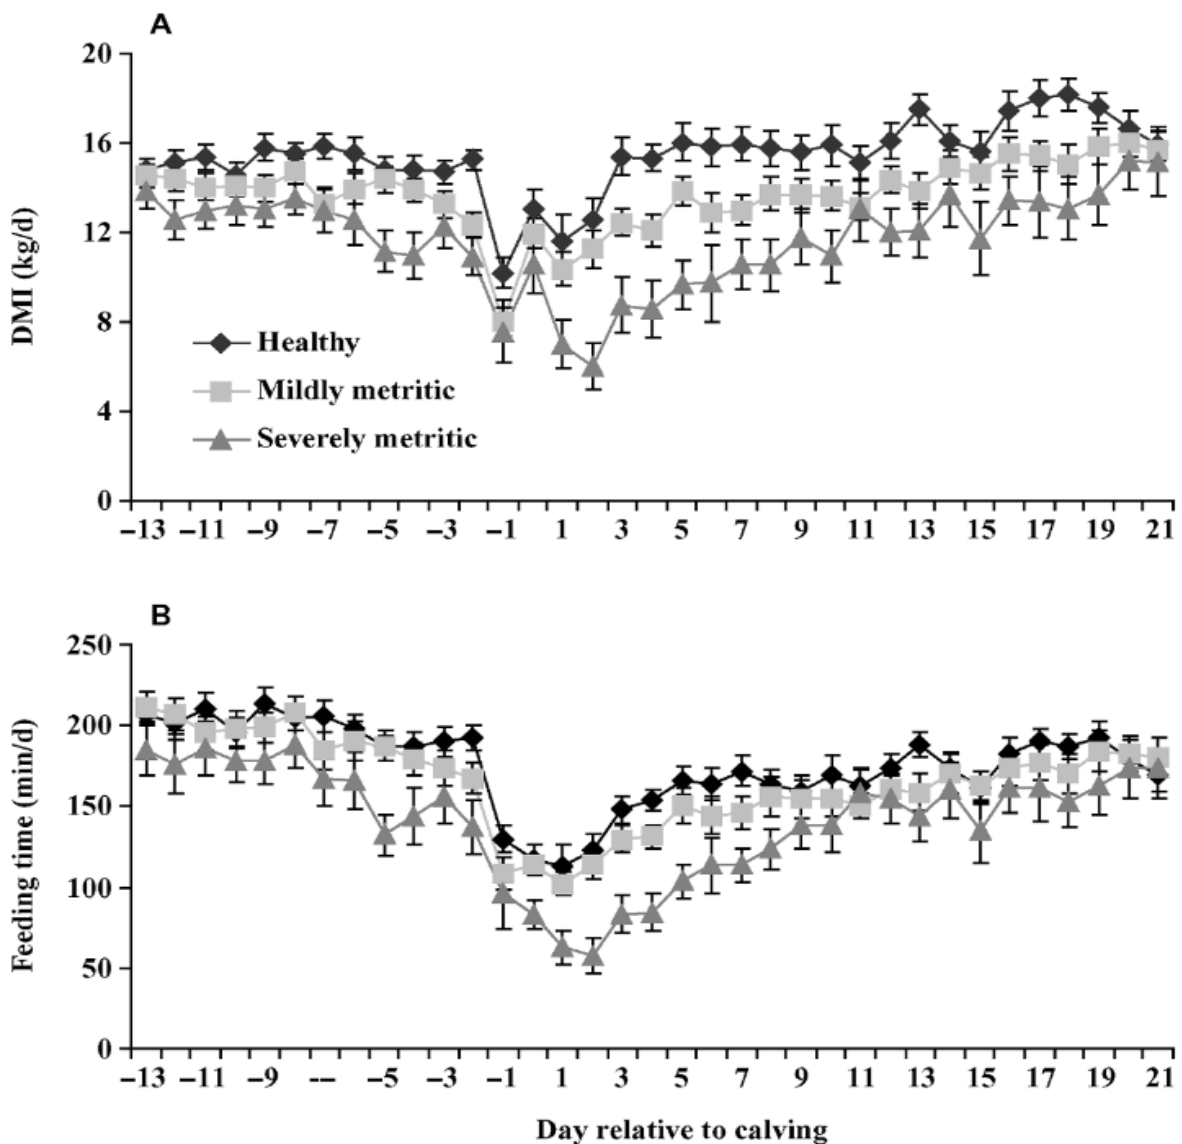 A
20
16
12
8
4
0
DMI (kg/d)
Healthy
Mildly metritic
Severely metritic
–13 –11 –9 –7 –5 –3 –1 1 3 5 7 9 11 13 15 17 19 21
B
250
200
150
100
50
0
Feeding time (min/d)
–13 –11 –9 –– –5 –3 –1 1 3 5 7 9 11 13 15 17 19 21
Day relative to calving